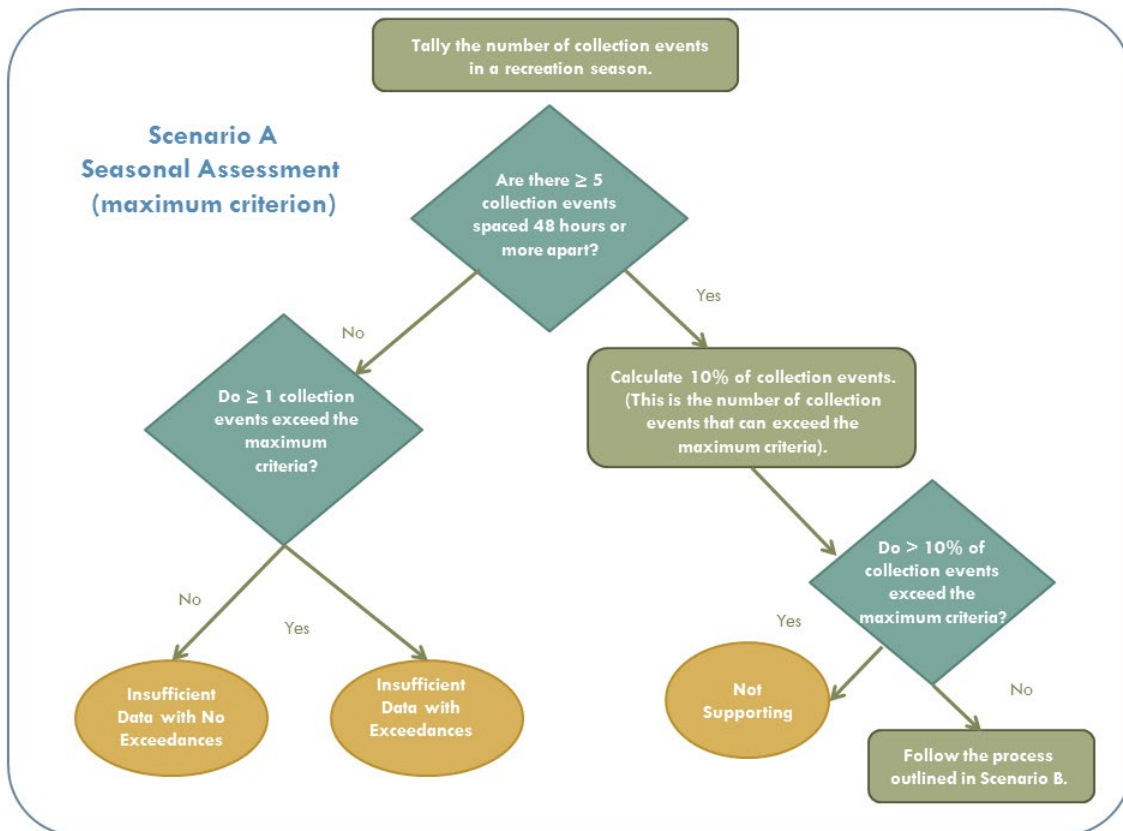 Tally the number of collection events
in a recreation season.
Scenario A
Seasonal Assessment
(maximum criterion)
Are there ≥ 5
collection events
spaced 48 hours or
more apart?
No
Yes
Do ≥ 1 collection
events exceed the
maximum
criteria?
Calculate 10% of collection events.
(This is the number of collection
events that can exceed the
maximum criteria).
Do > 10% of
collection events
exceed the
maximum criteria?
No
Yes
Yes
No
Insufficient
Data with No
Exceedances
Insufficient
Data with
Exceedances
Not
Supporting
Follow the process
outlined in Scenario B.